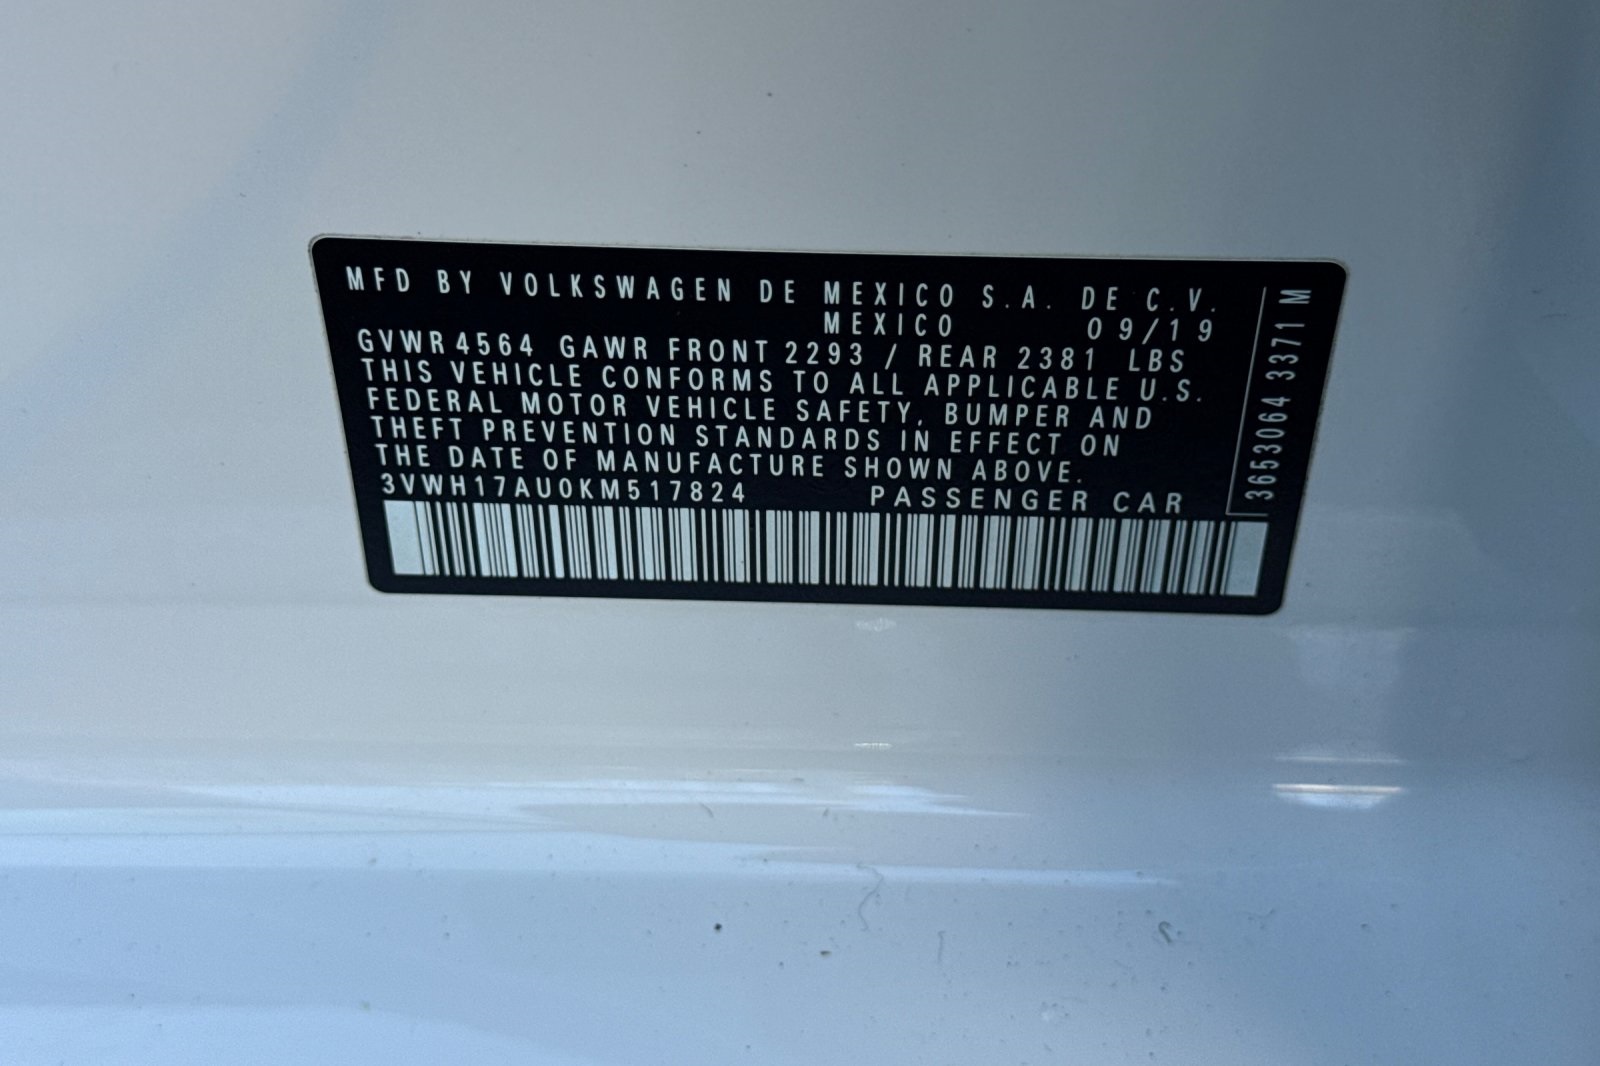 MFD BY VOLKSWAGEN DE MEXICO S.A. DE C.V.
MEXICO 09/19
GVWR 4564 GAWR FRONT 2293 / REAR 2381 LBS
THIS VEHICLE CONFORMS TO ALL APPLICABLE U.S.
FEDERAL MOTOR VEHICLE SAFETY, BUMPER AND
THEFT PREVENTION STANDARDS IN EFFECT ON
THE DATE OF MANUFACTURE SHOWN ABOVE.
3VWH17AU0KM517824 PASSENGER CAR
3653064 3371 M